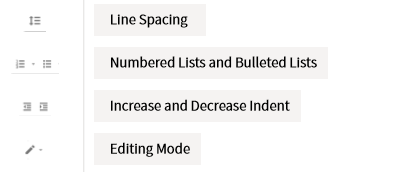 Line Spacing
Numbered Lists and Bulleted Lists
Increase and Decrease Indent
Editing Mode